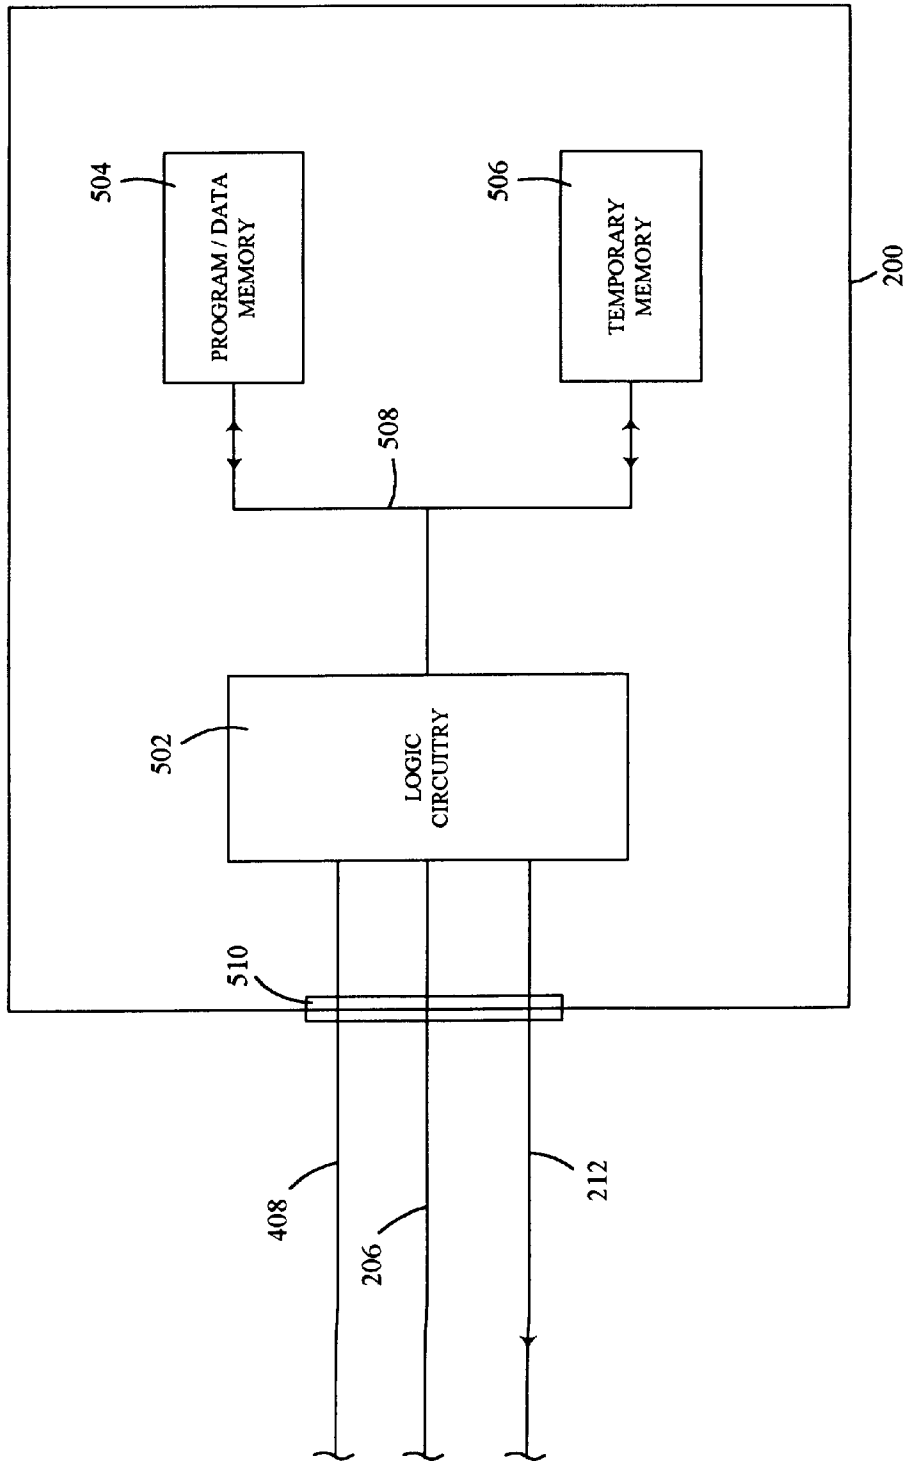 504
PROGRAM / DATA
MEMORY
506
TEMPORARY
MEMORY
200
508
502
LOGIC
CIRCUITRY
510
408
206
212